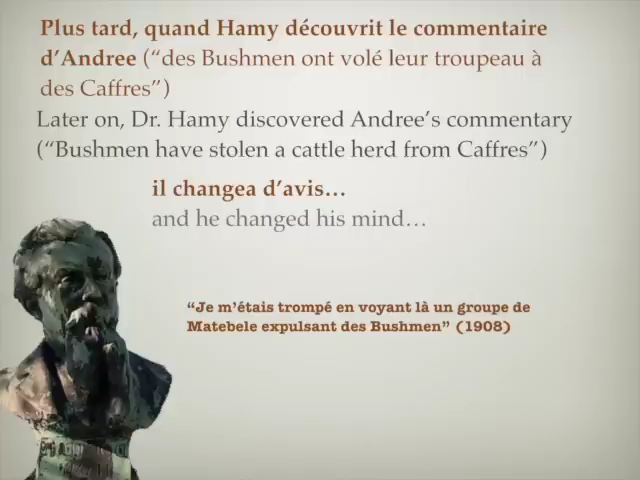 Plus tard, quand Hamy découvrit le commentaire
d’Andree (“des Bushmen ont volé leur troupeau à
des Caffres”)
Later on, Dr. Hamy discovered Andree’s commentary
(“Bushmen have stolen a cattle herd from Caffres”)
il changea d’avis…
and he changed his mind…
“Je m’étais trompé en voyant là un groupe de
Matebele expulsant des Bushmen” (1908)